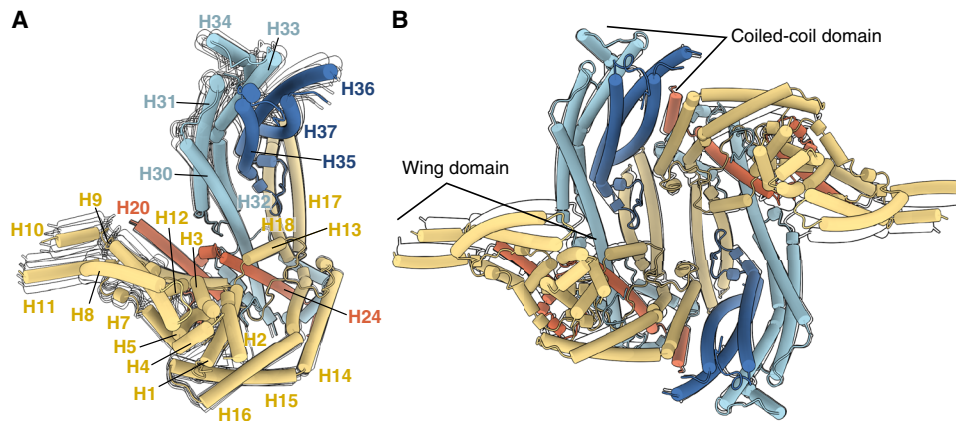 A
B
H34
H33
Coiled-coil domain
H36
H31
H37
H35
Wing domain
H30
H32
H17
H9
H20
H12
H18
H10
H3
H13
H11
H8
H7
H24
H5
H2
H4
H14
H1
H15
H16